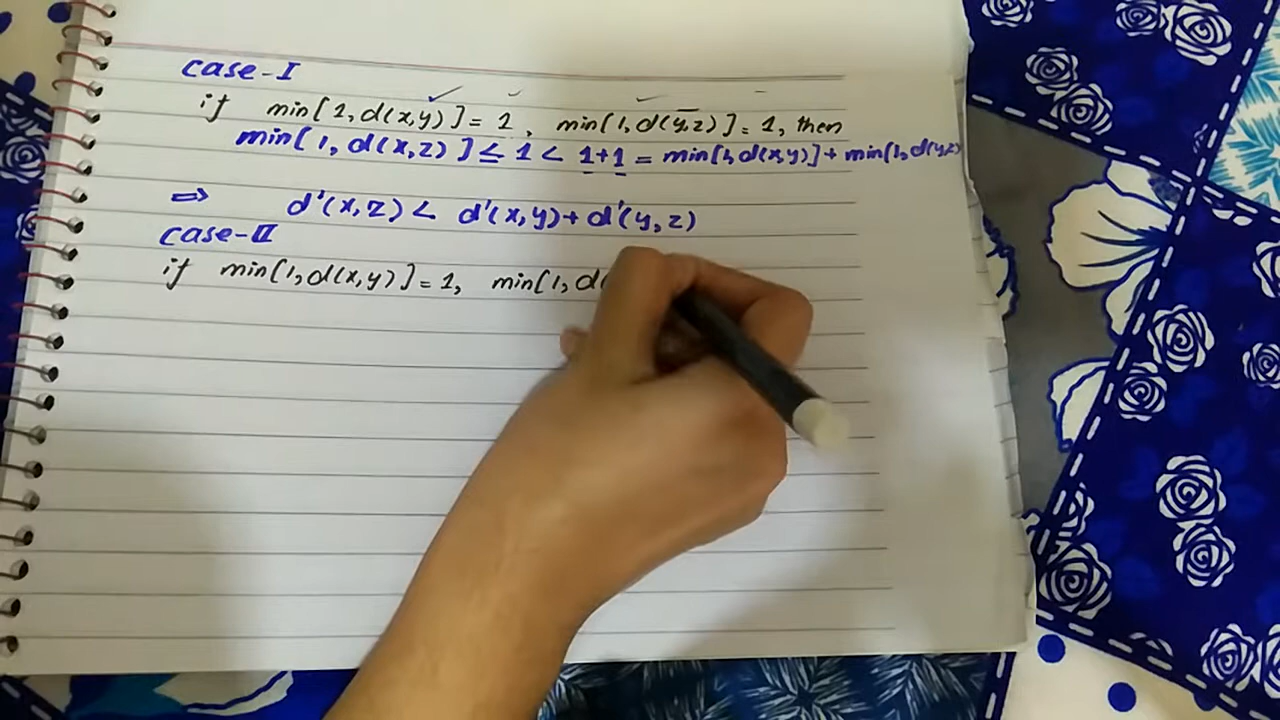 case-I
if min[1, d(x,y)] = 1, min[1, d(y,z)] = 1, then
min[1, d(x,z)] ≤ 1 < 1+1 = min[1, d(x,y)] + min[1, d(y,z)
⇒ d'(x,z) < d'(x,y) + d'(y,z)
case-II
if min[1, d(x,y)] = 1, min[1, d(